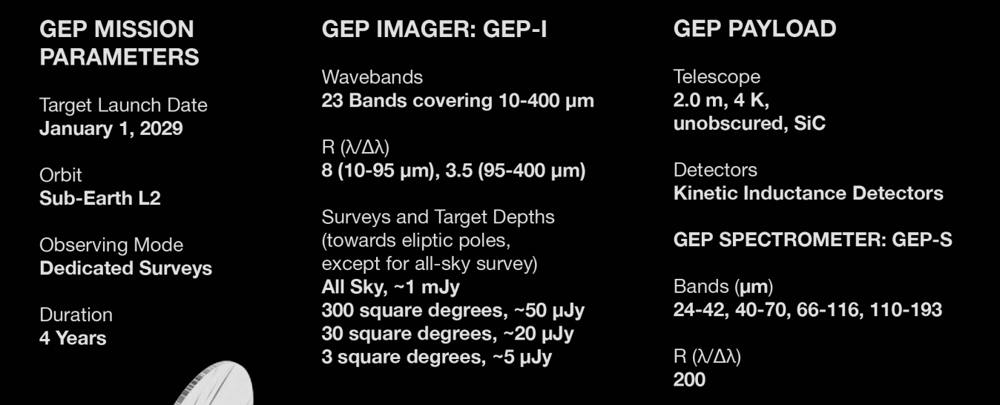 GEP MISSION
PARAMETERS
Target Launch Date
January 1, 2029
Orbit
Sub-Earth L2
Observing Mode
Dedicated Surveys
Duration
4 Years
GEP IMAGER: GEP-I
Wavebands
23 Bands covering 10-400 µm
R (λ/Δλ)
8 (10-95 µm), 3.5 (95-400 µm)
Surveys and Target Depths
(towards eliptic poles,
except for all-sky survey)
All Sky, ~1 mJy
300 square degrees, ~50 µJy
30 square degrees, ~20 µJy
3 square degrees, ~5 µJy
GEP PAYLOAD
Telescope
2.0 m, 4 K,
unobscured, SiC
Detectors
Kinetic Inductance Detectors
GEP SPECTROMETER: GEP-S
Bands (µm)
24-42, 40-70, 66-116, 110-193
R (λ/Δλ)
200